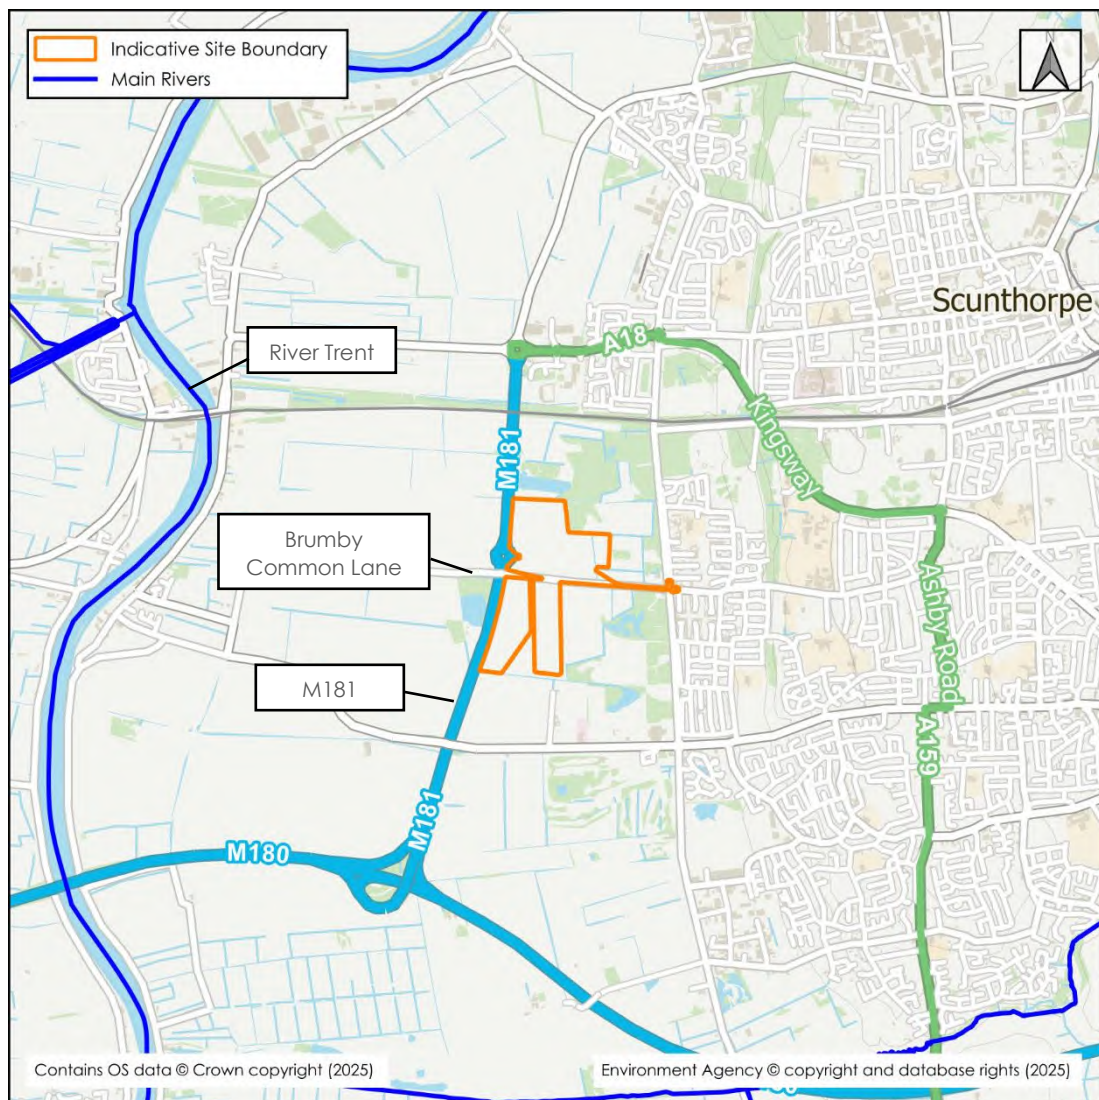 Indicative Site Boundary
Main Rivers
N
Scunthorpe
River Trent
A18
Kingsway
M181
Brumby
Common Lane
Ashby Road
M181
A159
M181
M180
Contains OS data © Crown copyright (2025)
Environment Agency © copyright and database rights (2025)